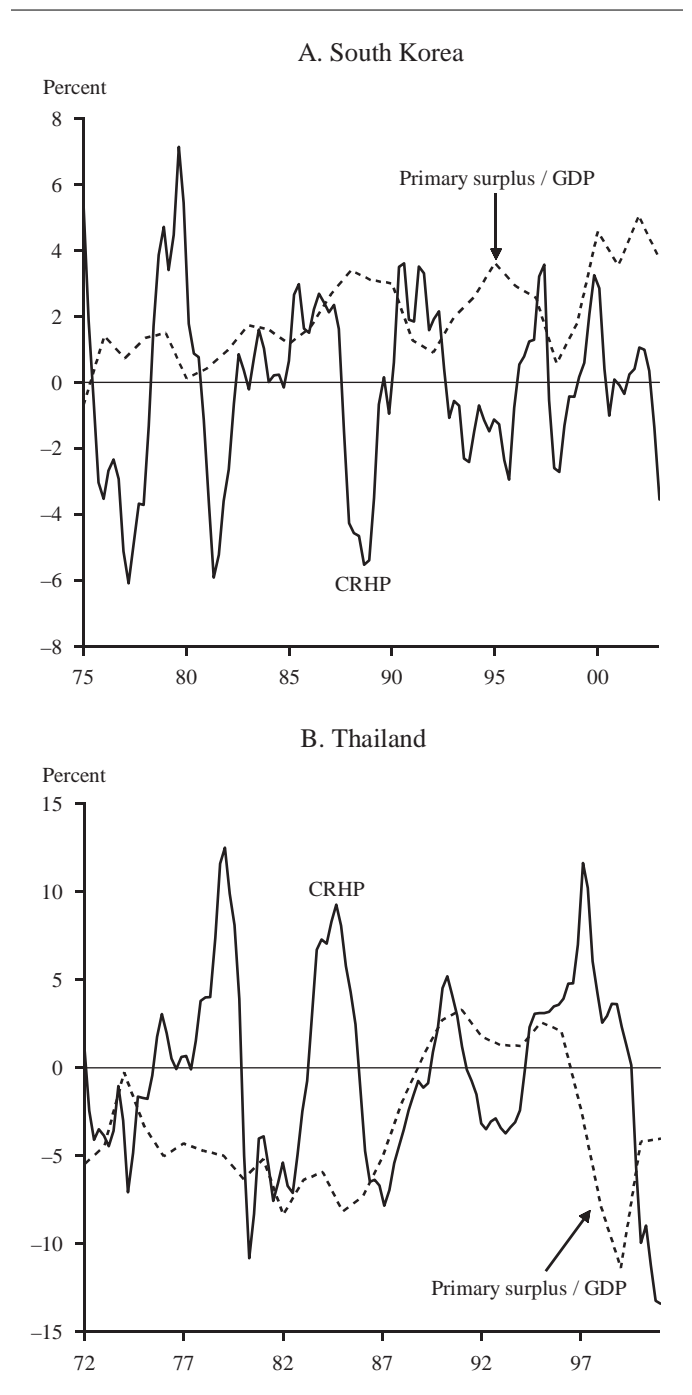 A. South Korea
Percent
8
6
4
2
0
–2
–4
–6
–8
Primary surplus / GDP
CRHP
75 80 85 90 95 00
B. Thailand
Percent
15
10
5
0
–5
–10
–15
CRHP
Primary surplus / GDP
72 77 82 87 92 97